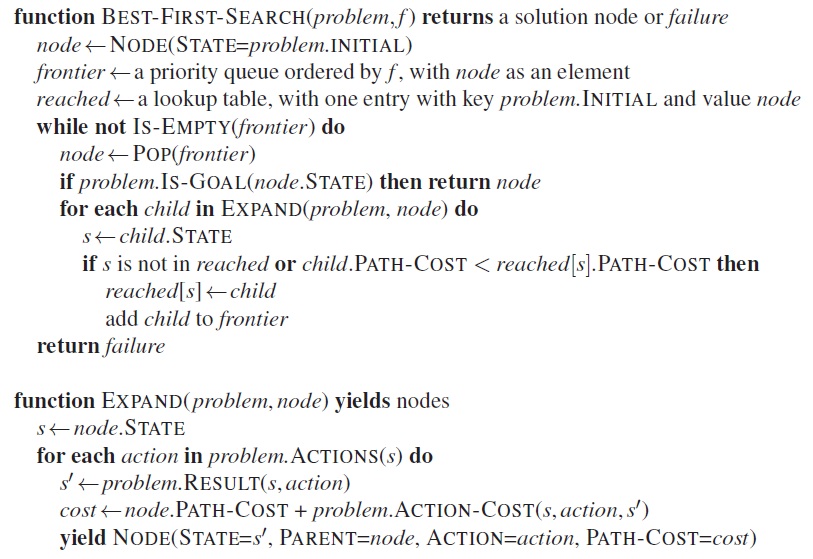 function BEST-FIRST-SEARCH(problem,f) returns a solution node or failure
node←NODE(STATE=problem.INITIAL)
frontier←a priority queue ordered by f, with node as an element
reached←a lookup table, with one entry with key problem.INITIAL and value node
while not IS-EMPTY(frontier) do
node←POP(frontier)
if problem.IS-GOAL(node.STATE) then return node
for each child in EXPAND(problem, node) do
s←child.STATE
if s is not in reached or child.PATH-COST < reached[s].PATH-COST then
reached[s]←child
add child to frontier
return failure
function EXPAND(problem, node) yields nodes
s←node.STATE
for each action in problem.ACTIONS(s) do
s′←problem.RESULT(s, action)
cost←node.PATH-COST + problem.ACTION-COST(s, action, s′)
yield NODE(STATE=s′, PARENT=node, ACTION=action, PATH-COST=cost)